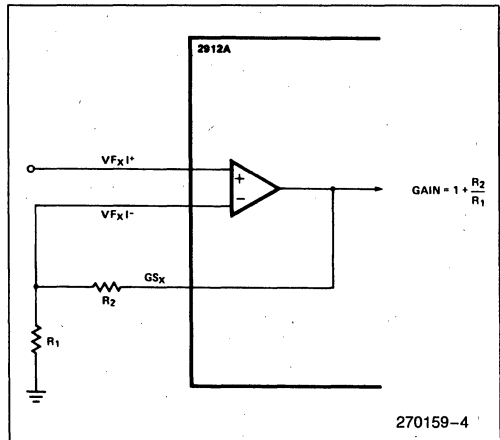 2912A
VFxI+
+
−
VFxI−
GAIN = 1 + R2/R1
GSx
R2
R1
270159-4